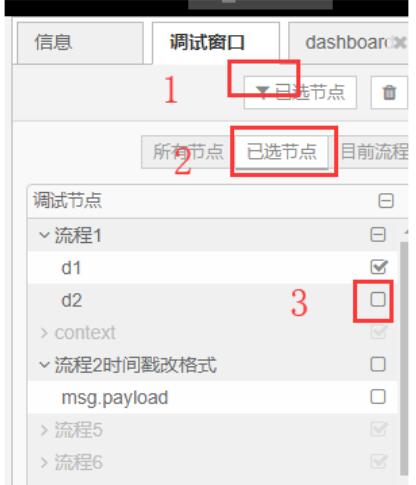 信息 调试窗口 dashboard
1 已选节点
2 所有节点 已选节点 目前流程
调试节点
流程1
d1
d2 3
context
流程2时间戳改格式
msg.payload
流程5
流程6